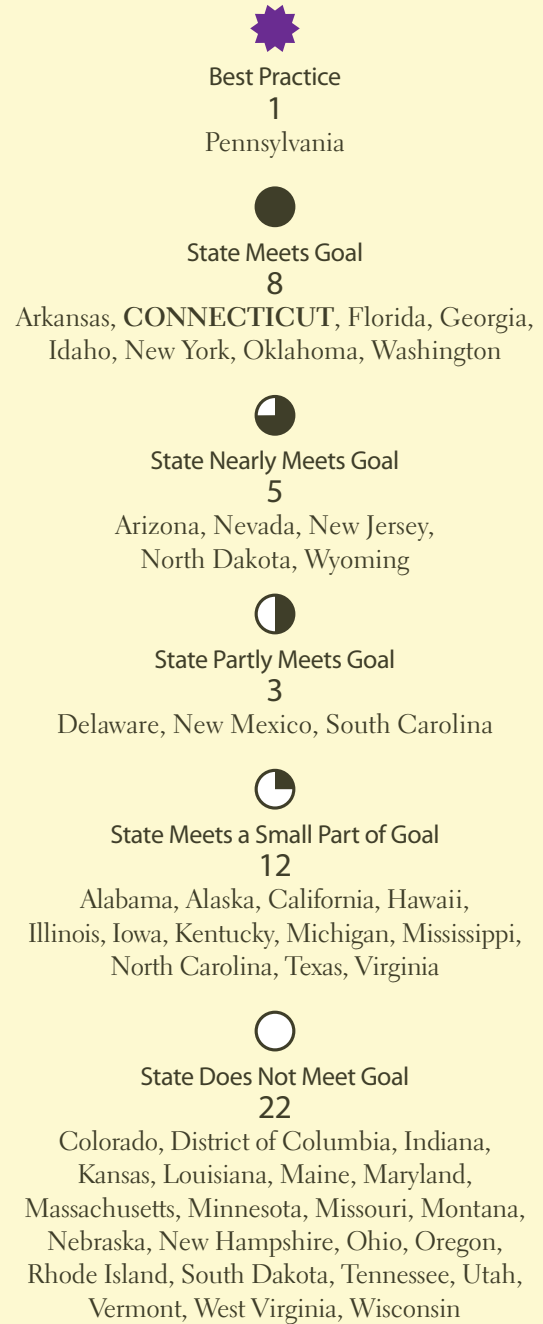 Best Practice
1
Pennsylvania
State Meets Goal
8
Arkansas, CONNECTICUT, Florida, Georgia,
Idaho, New York, Oklahoma, Washington
State Nearly Meets Goal
5
Arizona, Nevada, New Jersey,
North Dakota, Wyoming
State Partly Meets Goal
3
Delaware, New Mexico, South Carolina
State Meets a Small Part of Goal
12
Alabama, Alaska, California, Hawaii,
Illinois, Iowa, Kentucky, Michigan, Mississippi,
North Carolina, Texas, Virginia
State Does Not Meet Goal
22
Colorado, District of Columbia, Indiana,
Kansas, Louisiana, Maine, Maryland,
Massachusetts, Minnesota, Missouri, Montana,
Nebraska, New Hampshire, Ohio, Oregon,
Rhode Island, South Dakota, Tennessee, Utah,
Vermont, West Virginia, Wisconsin